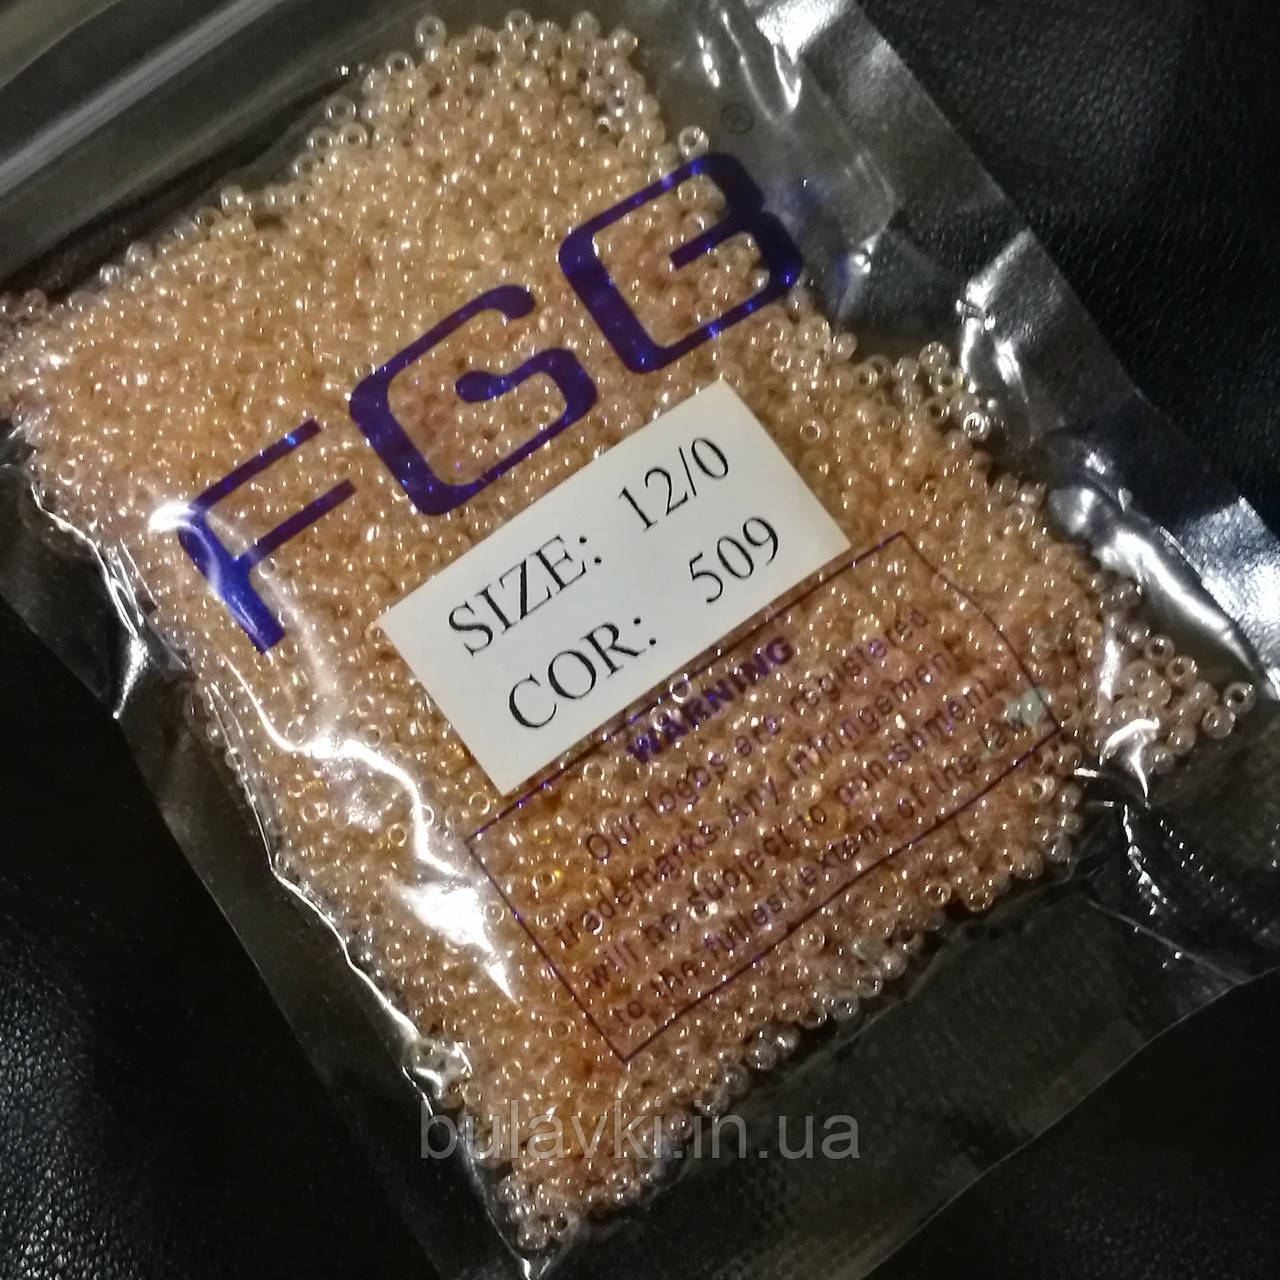 FGB
®
SIZE: 12/0
COR: 509
WARNING
Our logos are registered
trademarks.Any infringement
will be subject to punishment
to the fullest extent of the law.
bulavki.in.ua